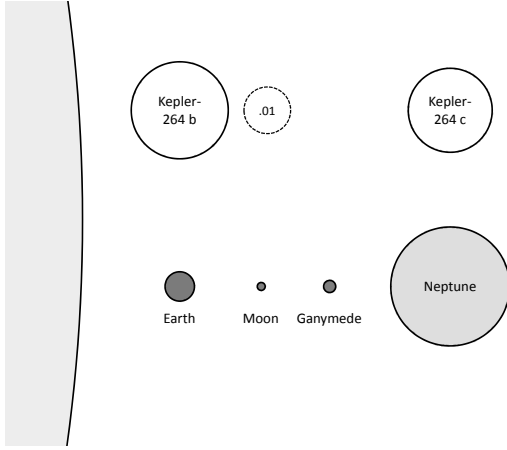 Kepler-
264 b
.01
Kepler-
264 c
Neptune
Earth
Moon
Ganymede